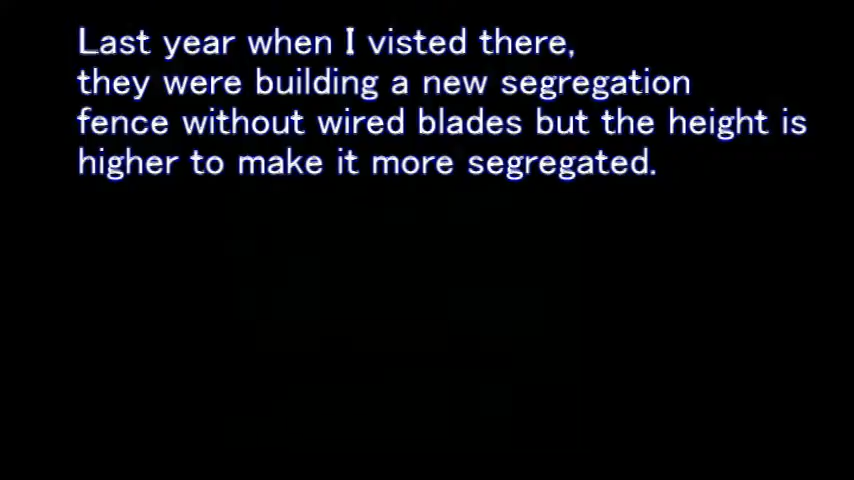 Last year when I visted there,
they were building a new segregation
fence without wired blades but the height is
higher to make it more segregated.